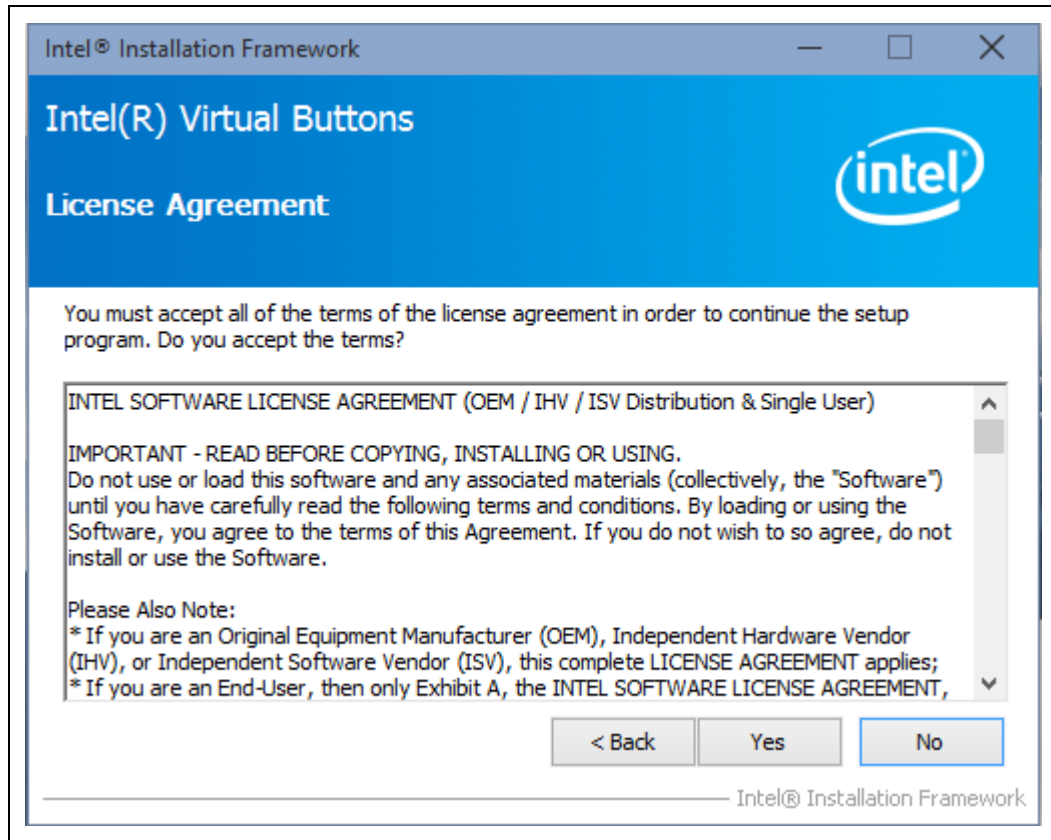 Intel® Installation Framework
Intel(R) Virtual Buttons
intel
License Agreement
You must accept all of the terms of the license agreement in order to continue the setup
program. Do you accept the terms?
INTEL SOFTWARE LICENSE AGREEMENT (OEM / IHV / ISV Distribution & Single User)
IMPORTANT - READ BEFORE COPYING, INSTALLING OR USING.
Do not use or load this software and any associated materials (collectively, the "Software")
until you have carefully read the following terms and conditions. By loading or using the
Software, you agree to the terms of this Agreement. If you do not wish to so agree, do not
install or use the Software.
Please Also Note:
* If you are an Original Equipment Manufacturer (OEM), Independent Hardware Vendor
(IHV), or Independent Software Vendor (ISV), this complete LICENSE AGREEMENT applies;
* If you are an End-User, then only Exhibit A, the INTEL SOFTWARE LICENSE AGREEMENT,
< Back
Yes
No
Intel® Installation Framework